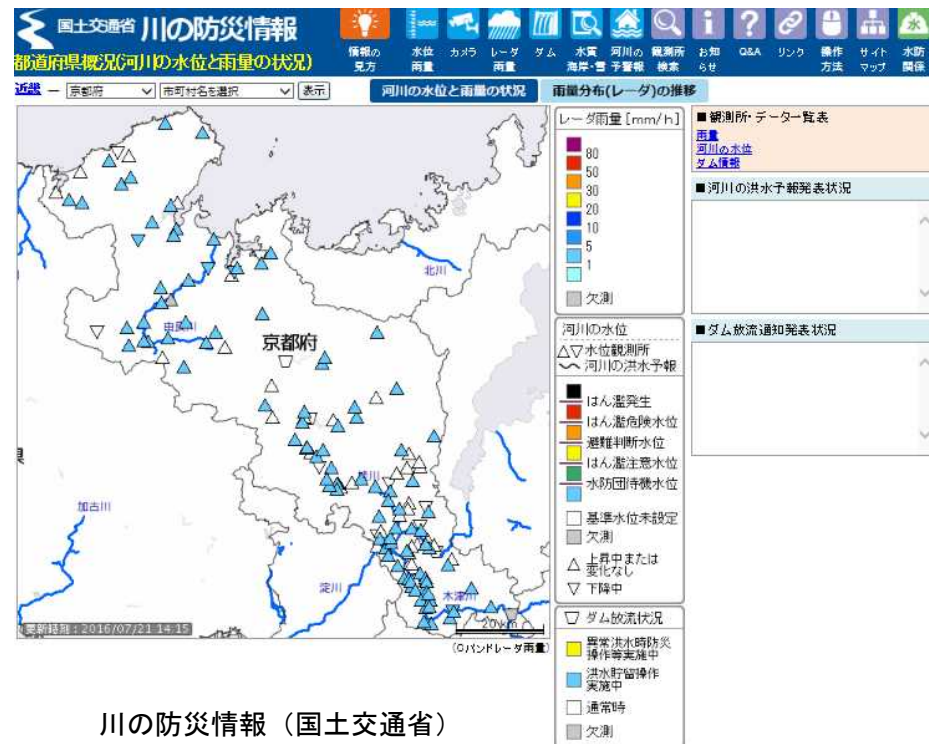 国土交通省 川の防災情報
情報の見方
水位雨量
カメラ
レーダ雨量
ダム
水質海岸・雪
河川の予警報
観測所検索
お知らせ
Q&A
リンク
操作方法
サイトマップ
水防関係
都道府県概況(河川の水位と雨量の状況)
近畿 - 京都府 市町村名を選択 表示
河川の水位と雨量の状況
雨量分布(レーダ)の推移
北川
由良川
京都府
桂川
加古川
淀川
木津川
更新時刻:2016/07/21 14:15
20 km
(Cバンドレーダ雨量)
レーダ雨量[mm/h]
80
50
30
20
10
5
1
欠測
河川の水位
△▽水位観測所
河川の洪水予報
はん濫発生
はん濫危険水位
避難判断水位
はん濫注意水位
水防団待機水位
基準水位未設定
欠測
△ 上昇中または
変化なし
▽ 下降中
ダム放流状況
異常洪水時防災
操作等実施中
洪水貯留操作
実施中
通常時
欠測
■観測所・データ一覧表
雨量
河川の水位
ダム情報
■河川の洪水予報発表状況
■ダム放流通知発表状況
川の防災情報(国土交通省)